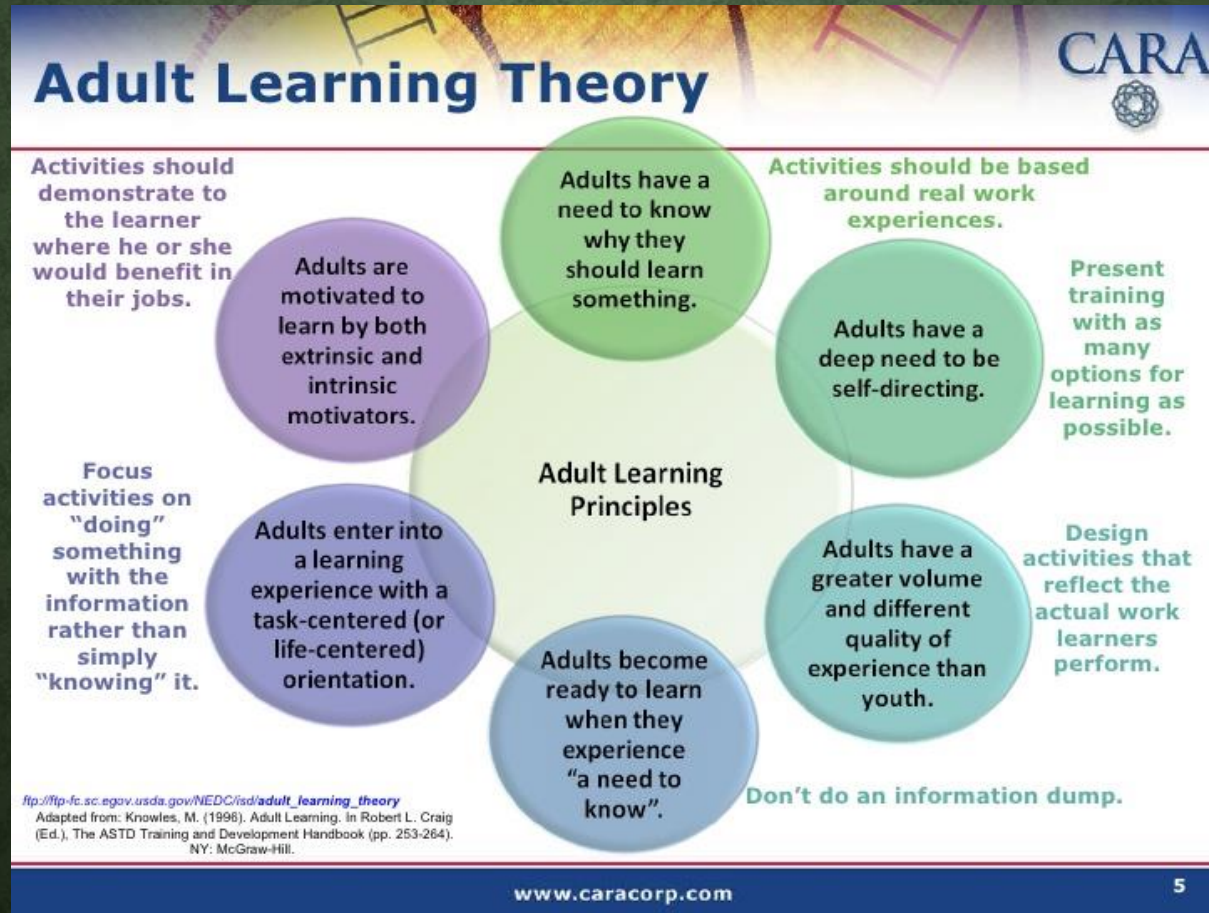 Adult Learning Theory
CARA
Activities should
demonstrate to
the learner
where he or she
would benefit in
their jobs.
Adults have a
need to know
why they
should learn
something.
Activities should be based
around real work
experiences.
Adults are
motivated to
learn by both
extrinsic and
intrinsic
motivators.
Adults have a
deep need to be
self-directing.
Present
training
with as
many
options for
learning as
possible.
Adult Learning
Principles
Focus
activities on
“doing”
something
with the
information
rather than
simply
“knowing” it.
Adults enter into
a learning
experience with a
task-centered (or
life-centered)
orientation.
Adults have a
greater volume
and different
quality of
experience than
youth.
Design
activities that
reflect the
actual work
learners
perform.
Adults become
ready to learn
when they
experience
“a need to
know”.
Don’t do an information dump.
ftp://ftp-fc.sc.egov.usda.gov/NEDC/isd/adult_learning_theory
Adapted from: Knowles, M. (1996). Adult Learning. In Robert L. Craig
(Ed.), The ASTD Training and Development Handbook (pp. 253-264).
NY: McGraw-Hill.
www.caracorp.com
5